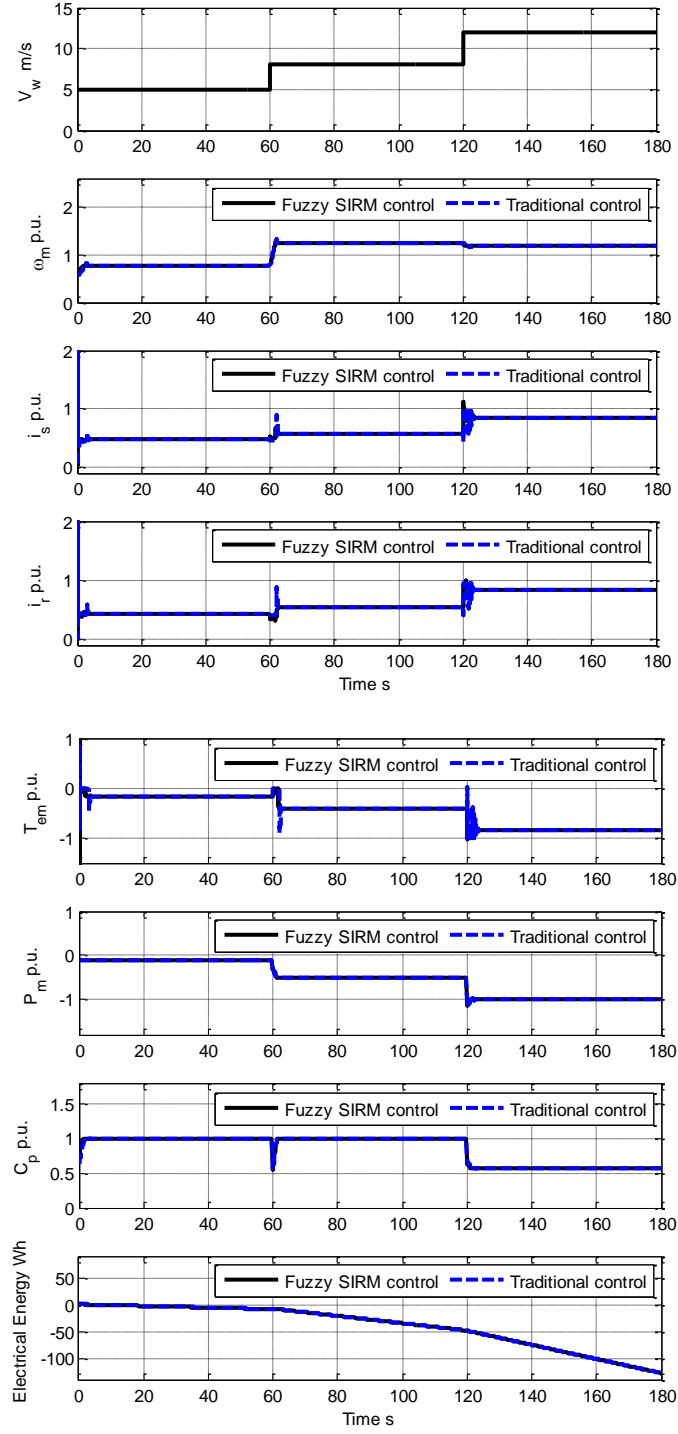 15
10
5
0
V_w m/s
0 20 40 60 80 100 120 140 160 180
2
1
0
ω_m p.u.
Fuzzy SIRM control Traditional control
0 20 40 60 80 100 120 140 160 180
2
1
0
i_s p.u.
Fuzzy SIRM control Traditional control
0 20 40 60 80 100 120 140 160 180
2
1
0
i_r p.u.
Fuzzy SIRM control Traditional control
0 20 40 60 80 100 120 140 160 180
Time s
1
0
-1
T_em p.u.
Fuzzy SIRM control Traditional control
0 20 40 60 80 100 120 140 160 180
1
0
-1
P_m p.u.
Fuzzy SIRM control Traditional control
0 20 40 60 80 100 120 140 160 180
1.5
1
0.5
0
C_p p.u.
Fuzzy SIRM control Traditional control
0 20 40 60 80 100 120 140 160 180
50
0
-50
-100
Electrical Energy Wh
Fuzzy SIRM control Traditional control
0 20 40 60 80 100 120 140 160 180
Time s